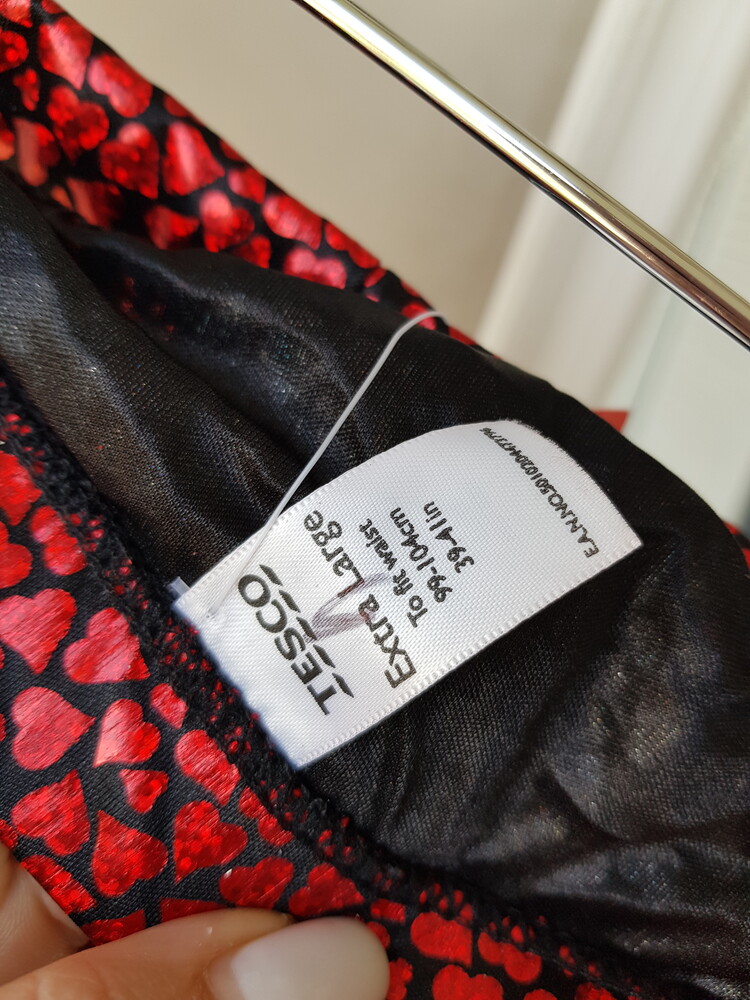 TESCO
Extra Large
To fit waist
99-104cm
39-41in